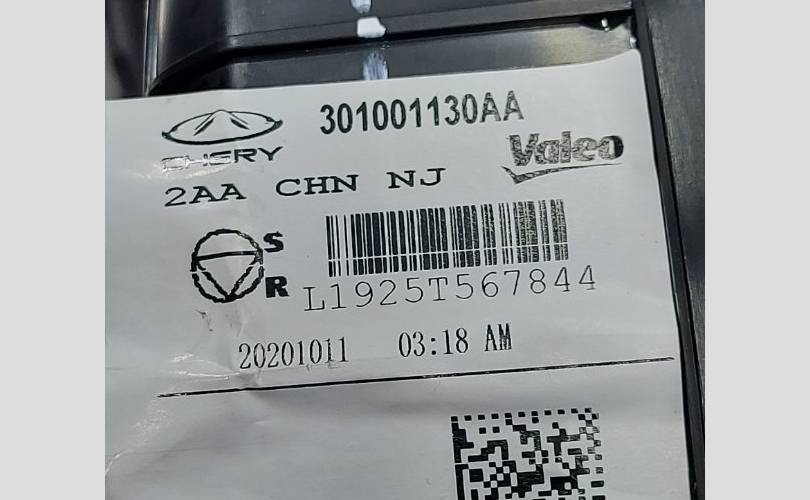 CHERY
301001130AA
Valeo
2AA CHN NJ
S
R
L1925T567844
20201011 03:18 AM